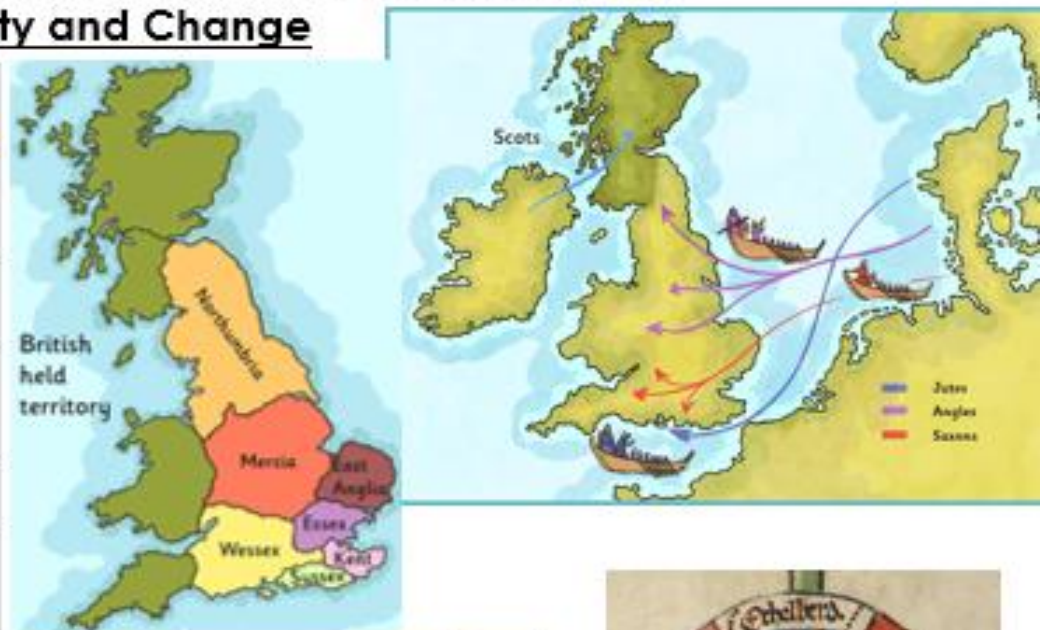 ty and Change
British
held
territory
Northumbria
Mercia
East
Anglia
Essex
Wessex
Kent
Sussex
Scots
Jutes
Angles
Saxons